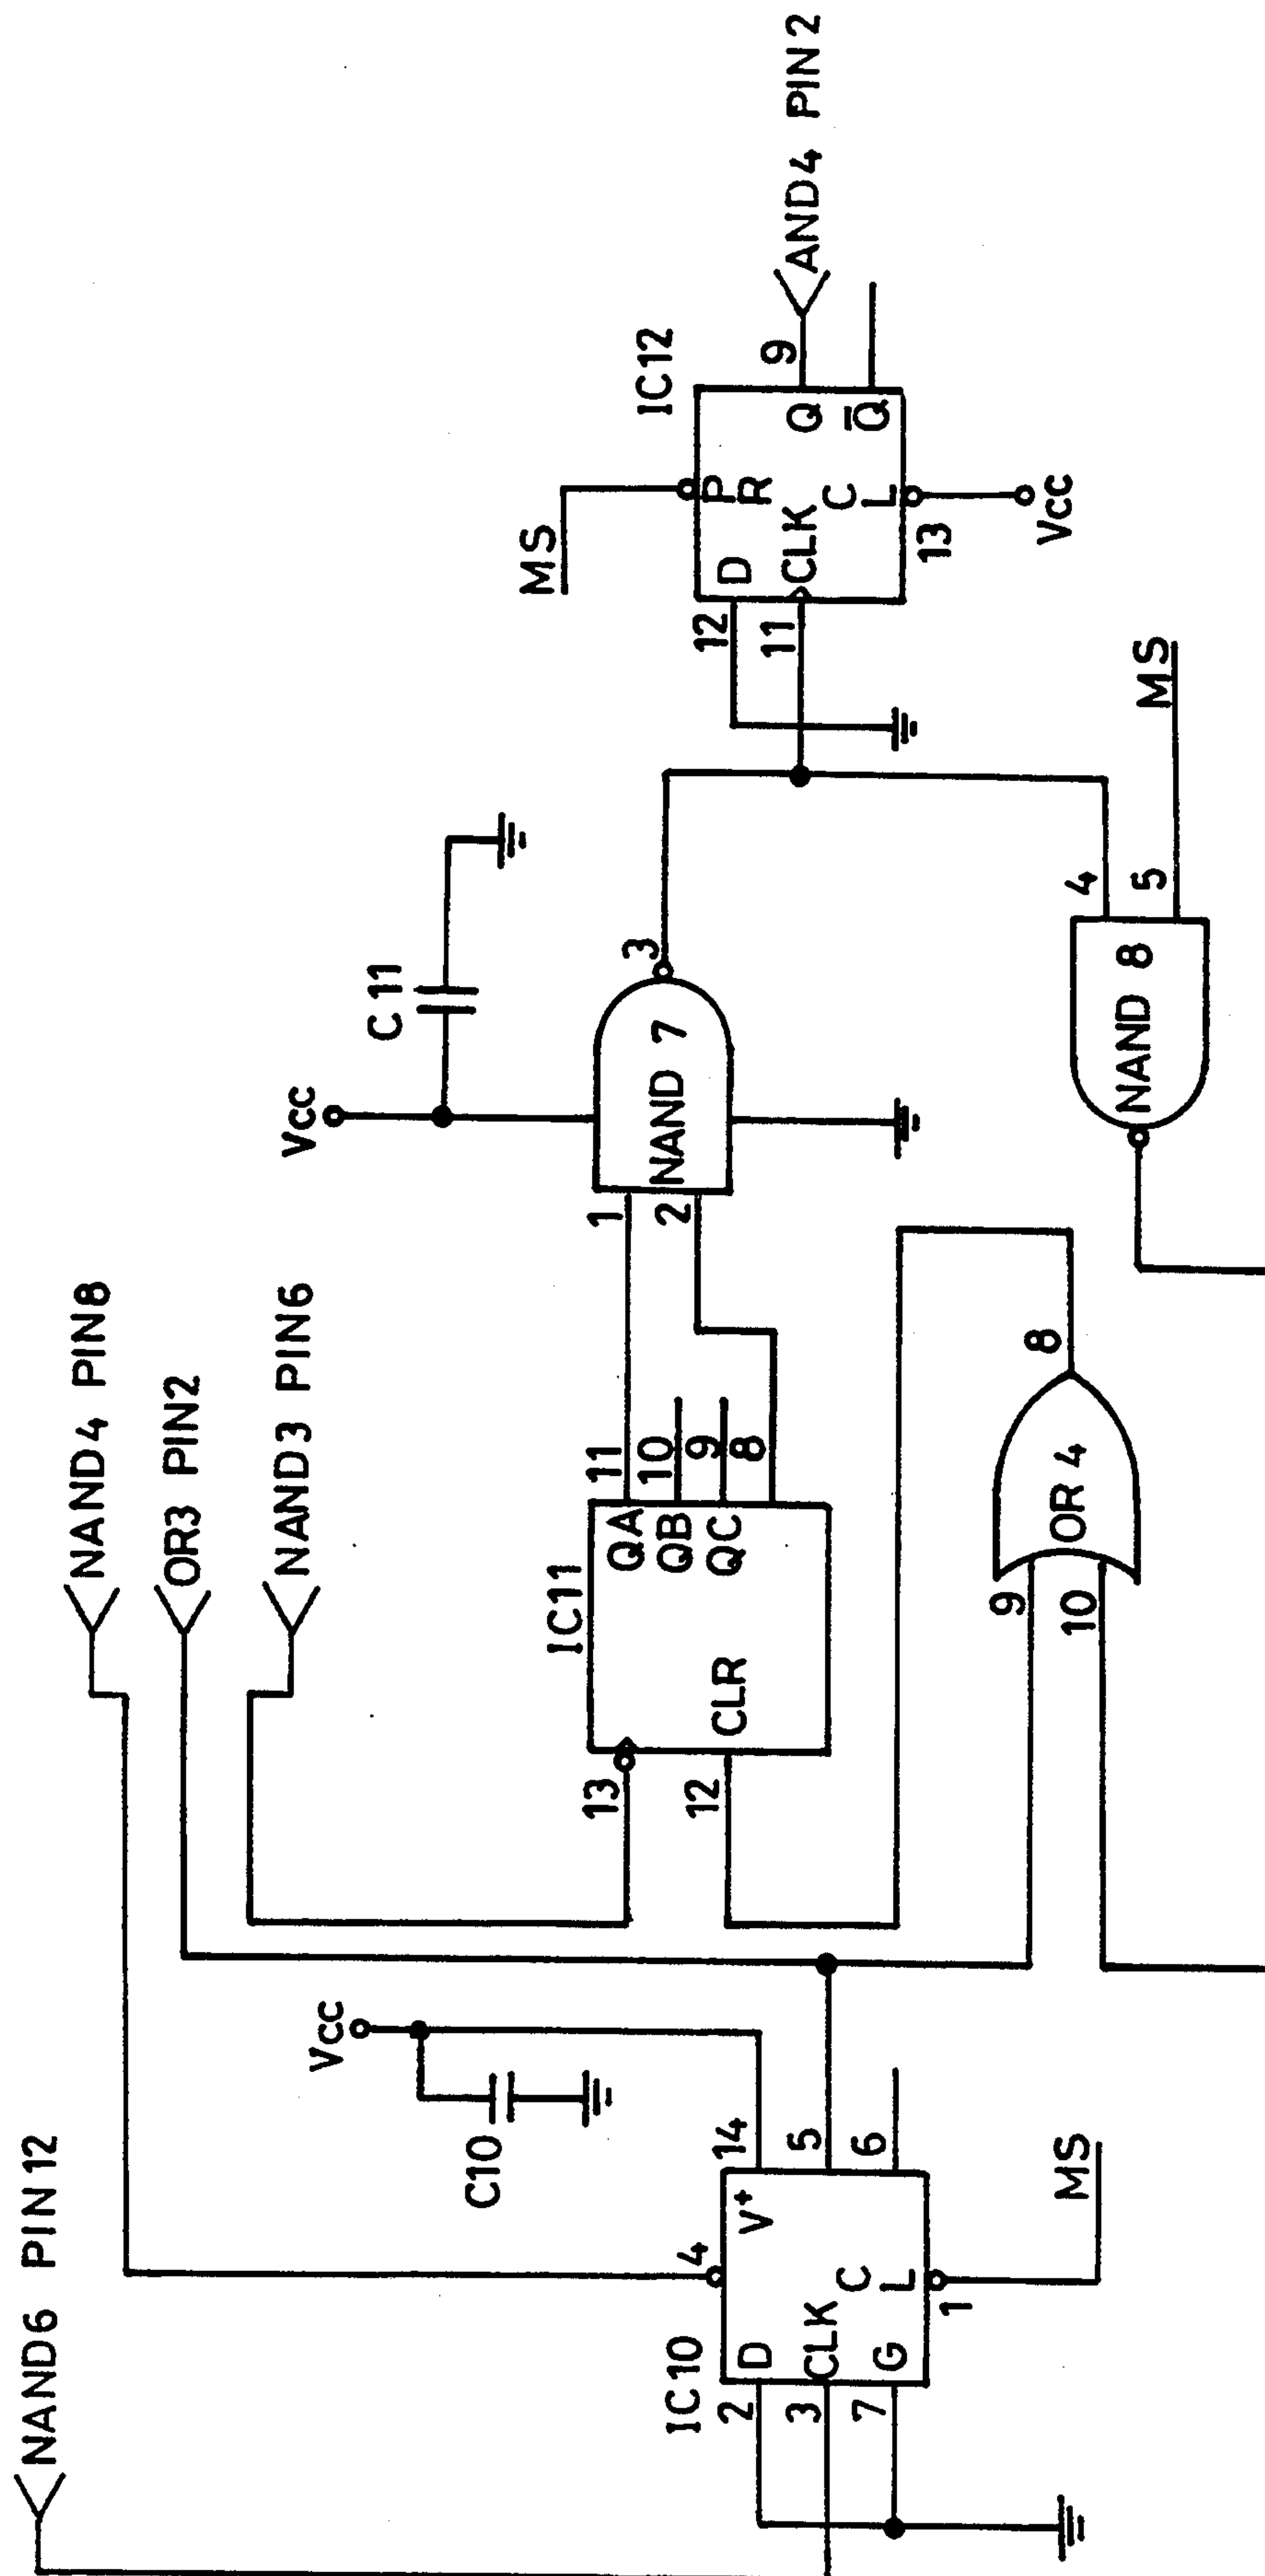 NAND6 PIN 12
NAND4 PIN8
OR3 PIN2
NAND3 PIN6
Vcc
C10
IC10
2
D
3
CLK
7
G
4
V+
14
5
6
C
L
1
MS
IC11
13
12
CLR
QA
QB
QC
11
10
9
8
Vcc
C11
1
2
NAND 7
3
OR 4
9
10
8
NAND 8
4
5
MS
MS
IC12
12
D
11
CLK
P
R
C
L
13
Vcc
Q
Q̅
9
AND4 PIN2